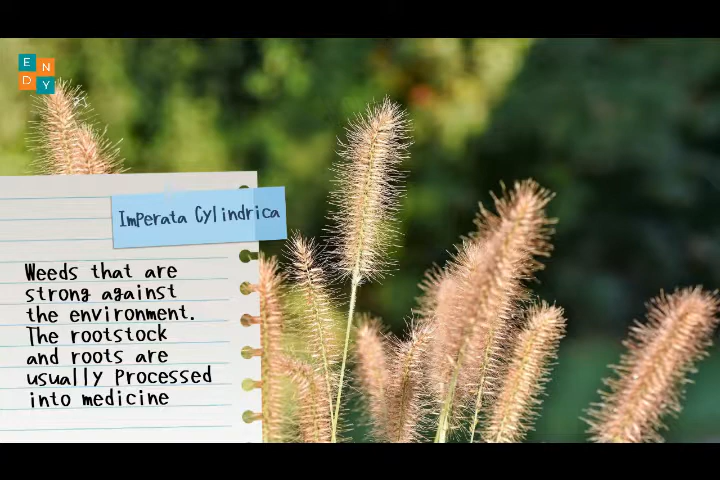 E N
D Y
Imperata Cylindrica
Weeds that are
strong against
the environment.
The rootstock
and roots are
usually Processed
into medicine